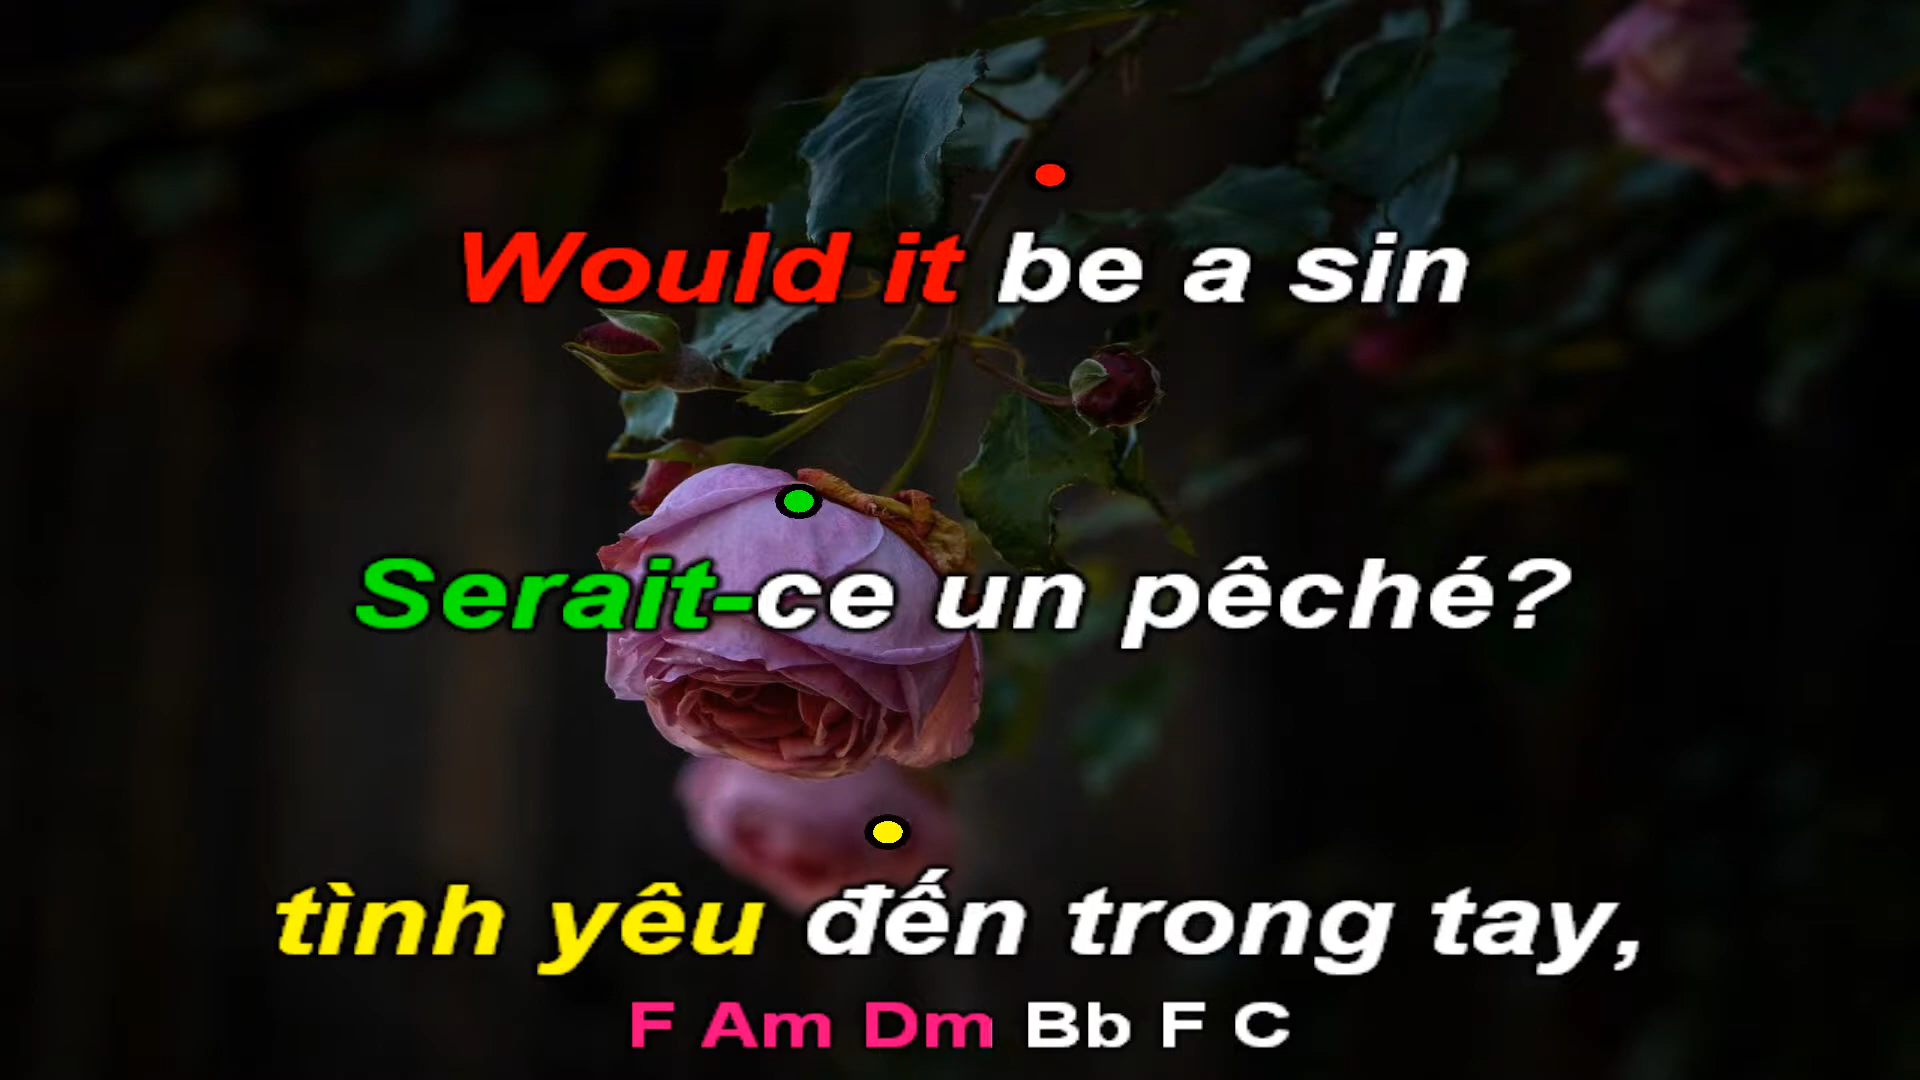 Would it be a sin
Serait-ce un pêché?
tình yêu đến trong tay,
F Am Dm Bb F C